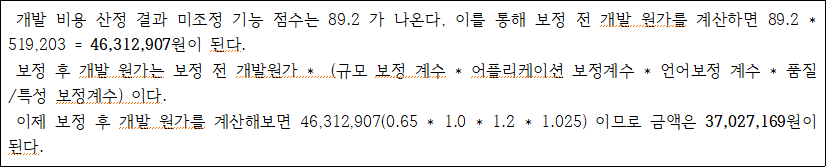 개발 비용 산정 결과 미조정 기능 점수는 89.2 가 나온다, 이를 통해 보정 전 개발 원가를 계산하면 89.2 *
519,203 = 46,312,907원이 된다.
보정 후 개발 원가는 보정 전 개발원가 * (규모 보정 계수 * 어플리케이션 보정계수 * 언어보정 계수 * 품질
/특성 보정계수) 이다.
이제 보정 후 개발 원가를 계산해보면 46,312,907(0.65 * 1.0 * 1.2 * 1.025) 이므로 금액은 37,027,169원이
된다.